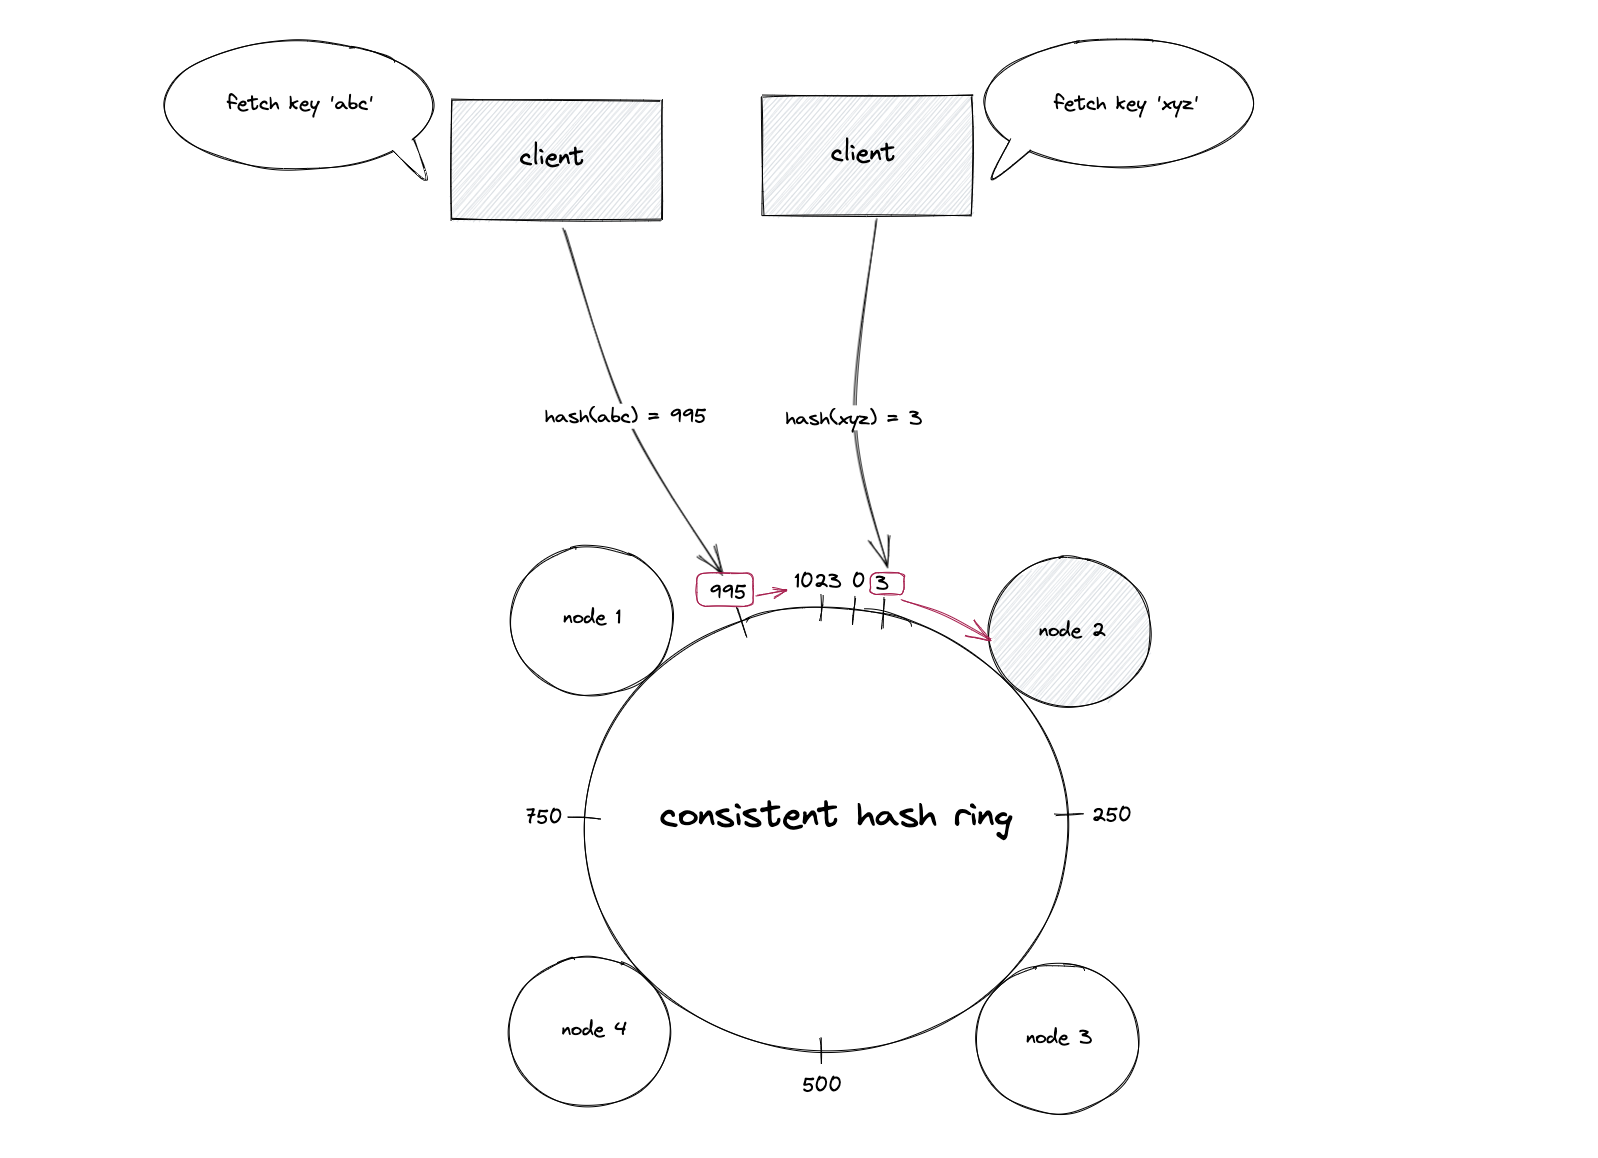 fetch key 'abc'
fetch key 'xyz'
client
client
hash(abc) = 995
hash(xyz) = 3
995
1023
0
3
node 1
node 2
750
consistent hash ring
250
node 4
node 3
500